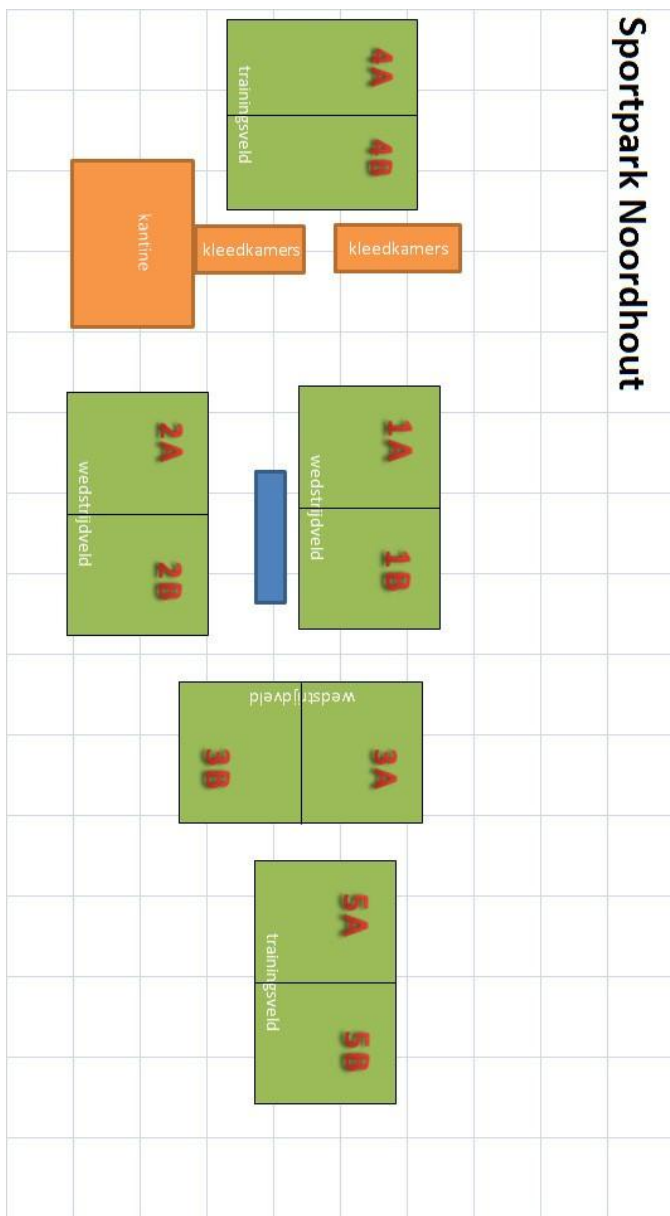 Sportpark Noordhout
4A
4B
trainingsveld
kantine
kleedkamers
kleedkamers
1A
1B
wedstrijdveld
2A
2B
wedstrijdveld
wedstrijdveld
3A
3B
5A
5B
trainingsveld